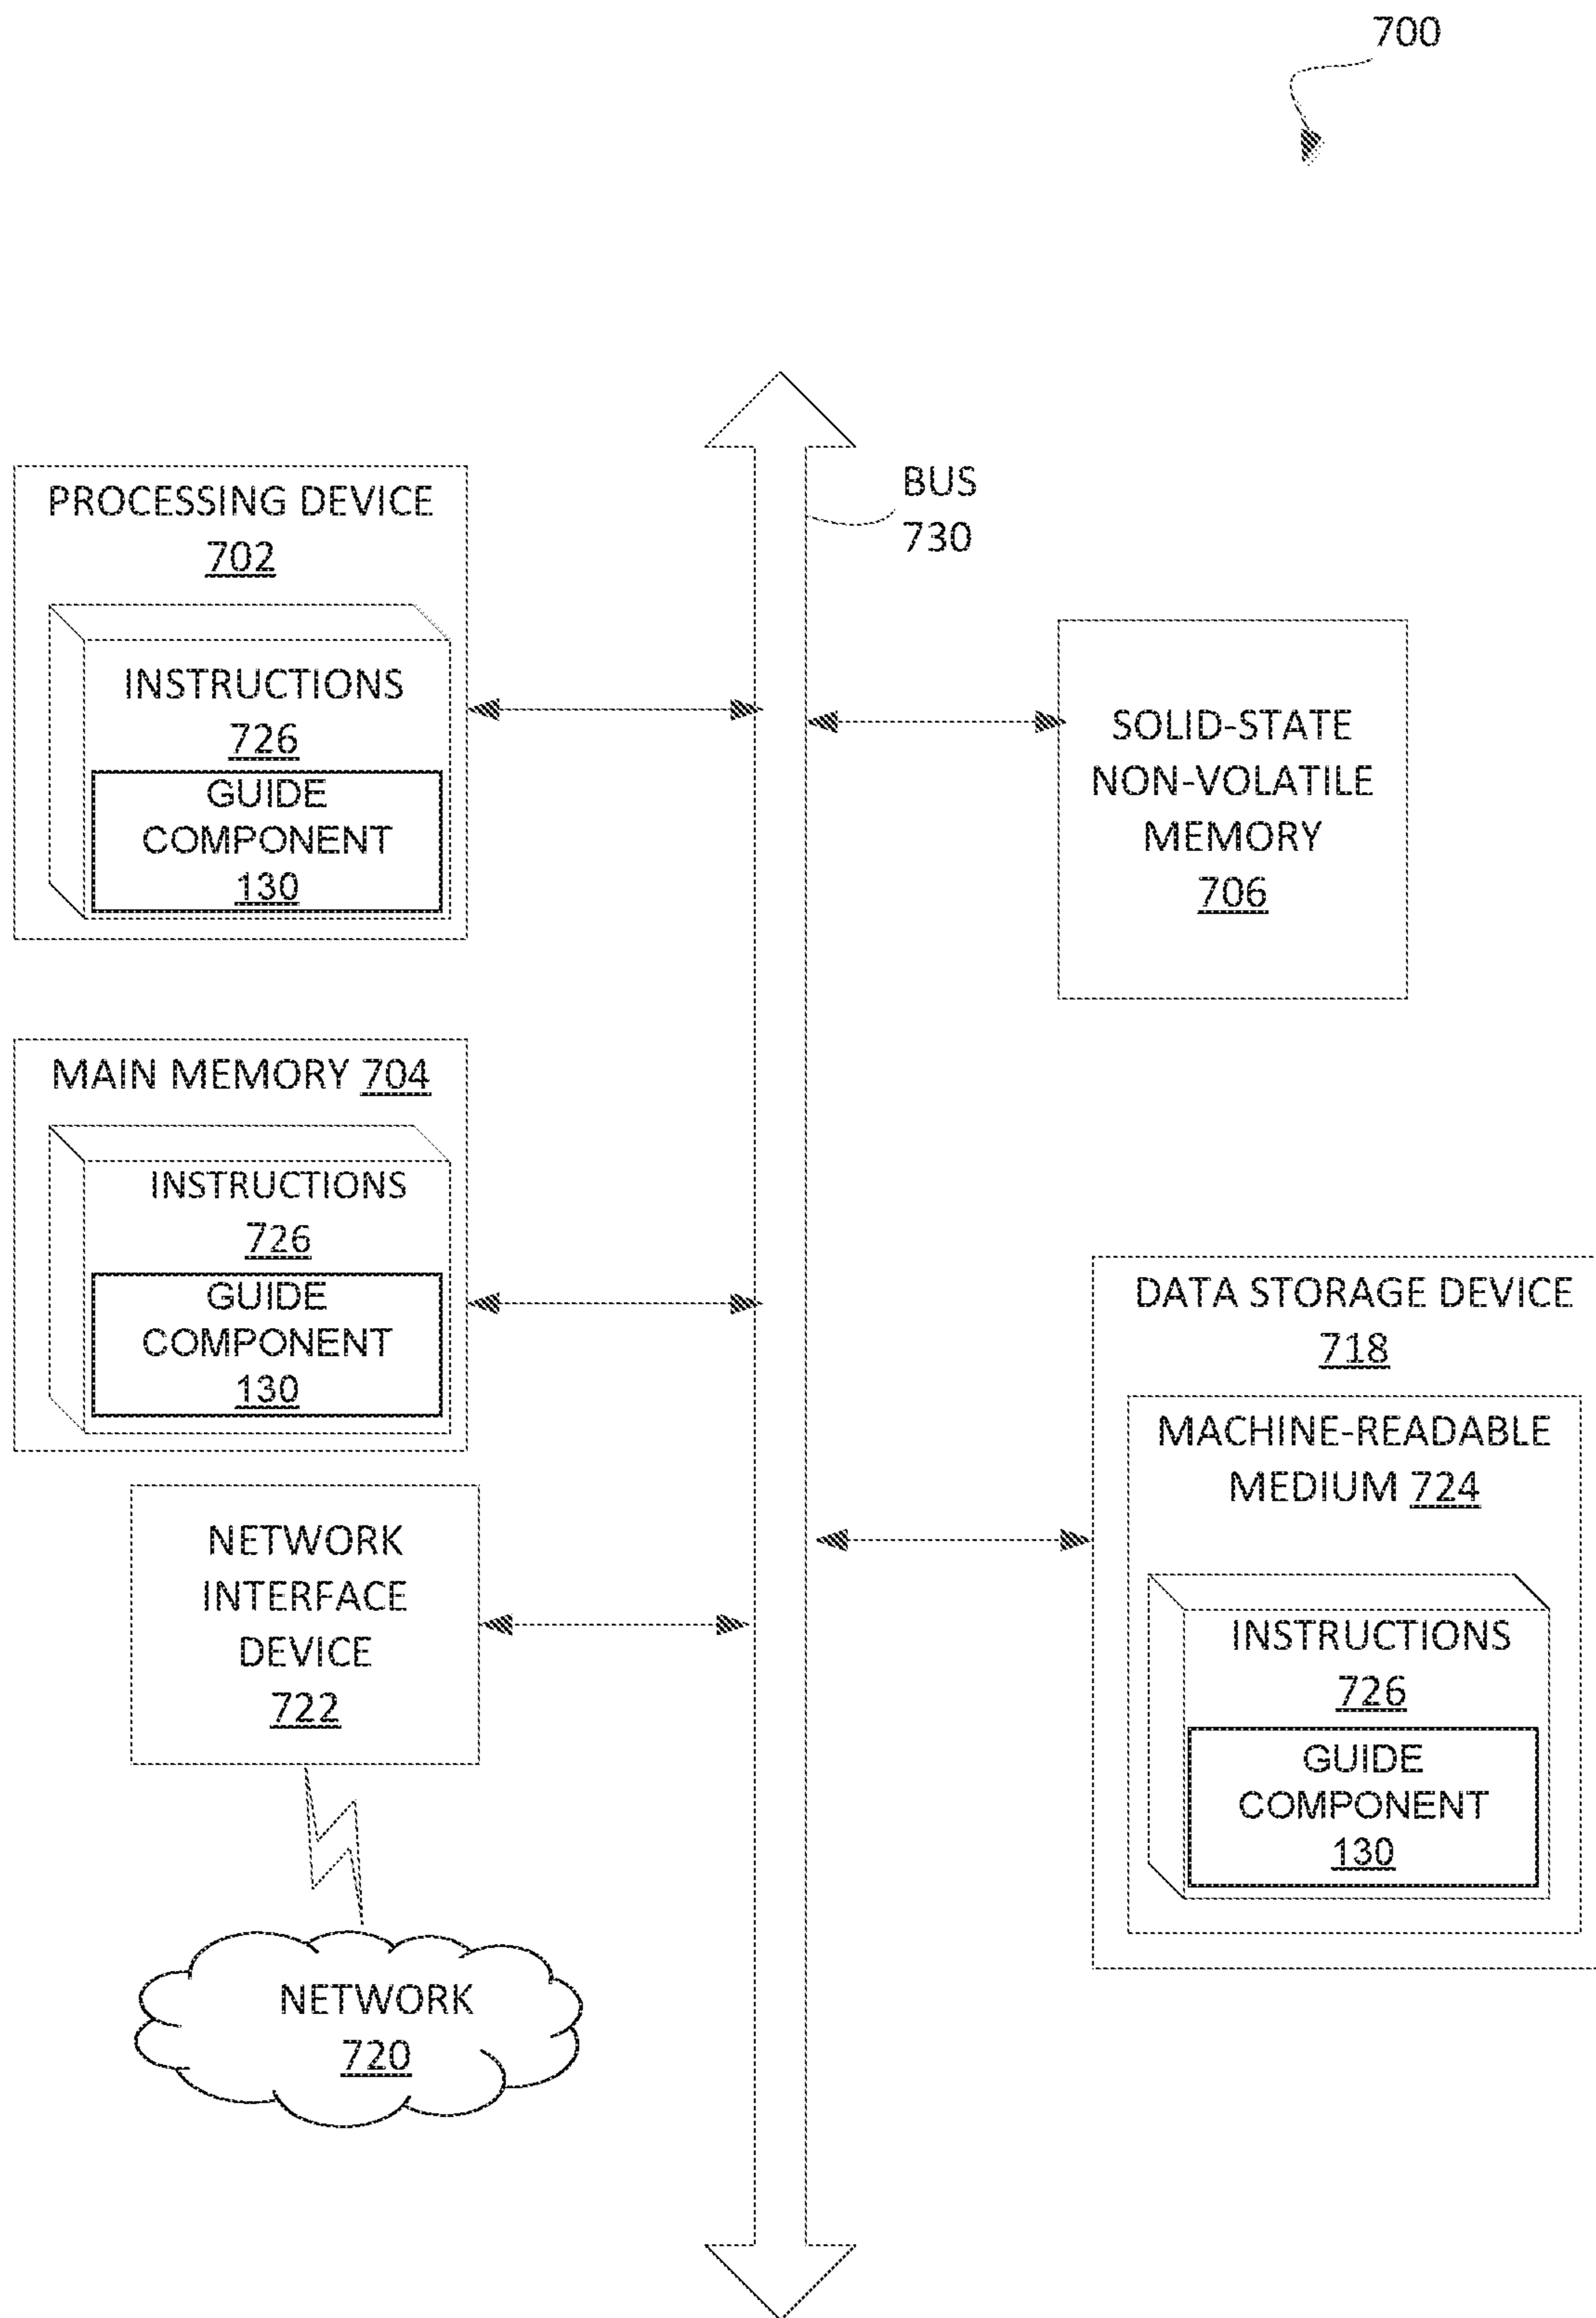 700
PROCESSING DEVICE
702
INSTRUCTIONS
726
GUIDE
COMPONENT
130
BUS
730
SOLID-STATE
NON-VOLATILE
MEMORY
706
MAIN MEMORY 704
INSTRUCTIONS
726
GUIDE
COMPONENT
130
DATA STORAGE DEVICE
718
MACHINE-READABLE
MEDIUM 724
INSTRUCTIONS
726
GUIDE
COMPONENT
130
NETWORK
INTERFACE
DEVICE
722
NETWORK
720